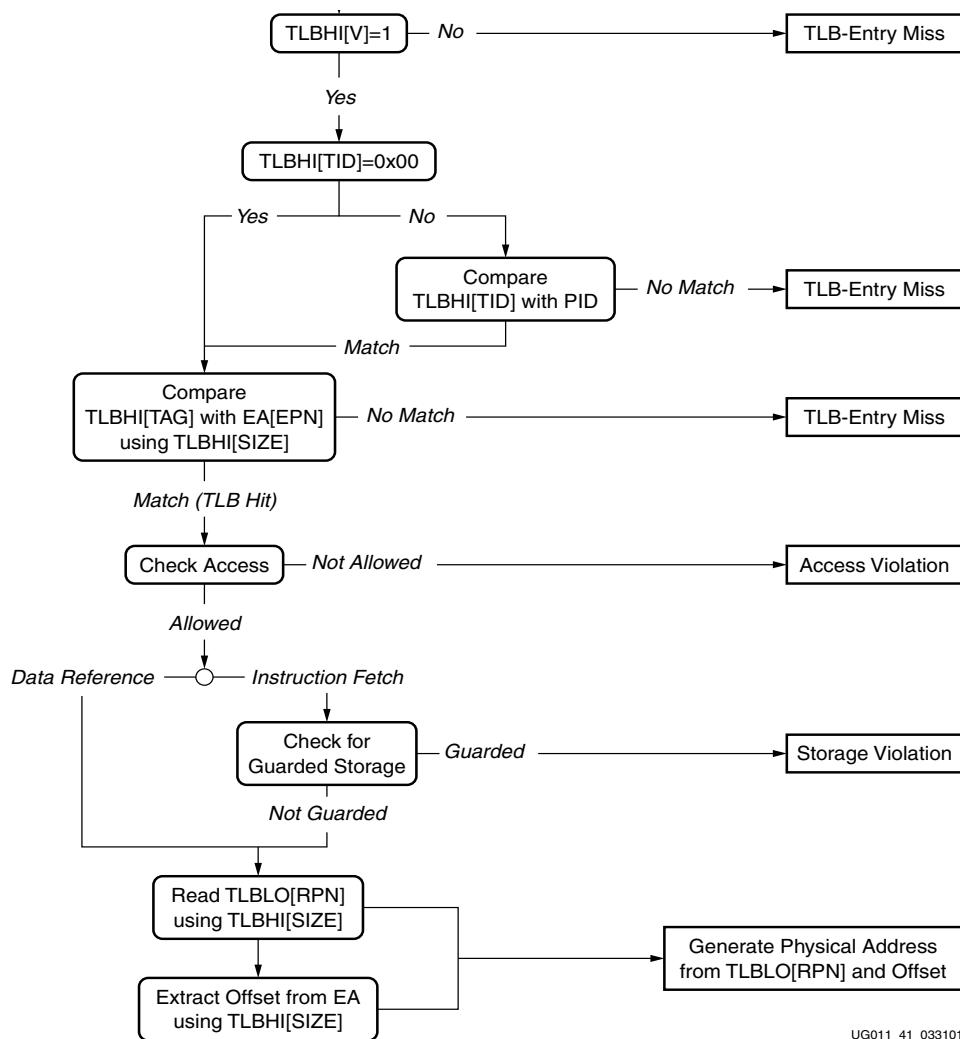 TLBHI[V]=1
No
TLB-Entry Miss
Yes
TLBHI[TID]=0x00
Yes
No
Compare
TLBHI[TID] with PID
No Match
TLB-Entry Miss
Match
Compare
TLBHI[TAG] with EA[EPN]
using TLBHI[SIZE]
No Match
TLB-Entry Miss
Match (TLB Hit)
Check Access
Not Allowed
Access Violation
Allowed
Data Reference
Instruction Fetch
Check for
Guarded Storage
Guarded
Storage Violation
Not Guarded
Read TLBLO[RPN]
using TLBHI[SIZE]
Generate Physical Address
from TLBLO[RPN] and Offset
Extract Offset from EA
using TLBHI[SIZE]
UG011_41_033101